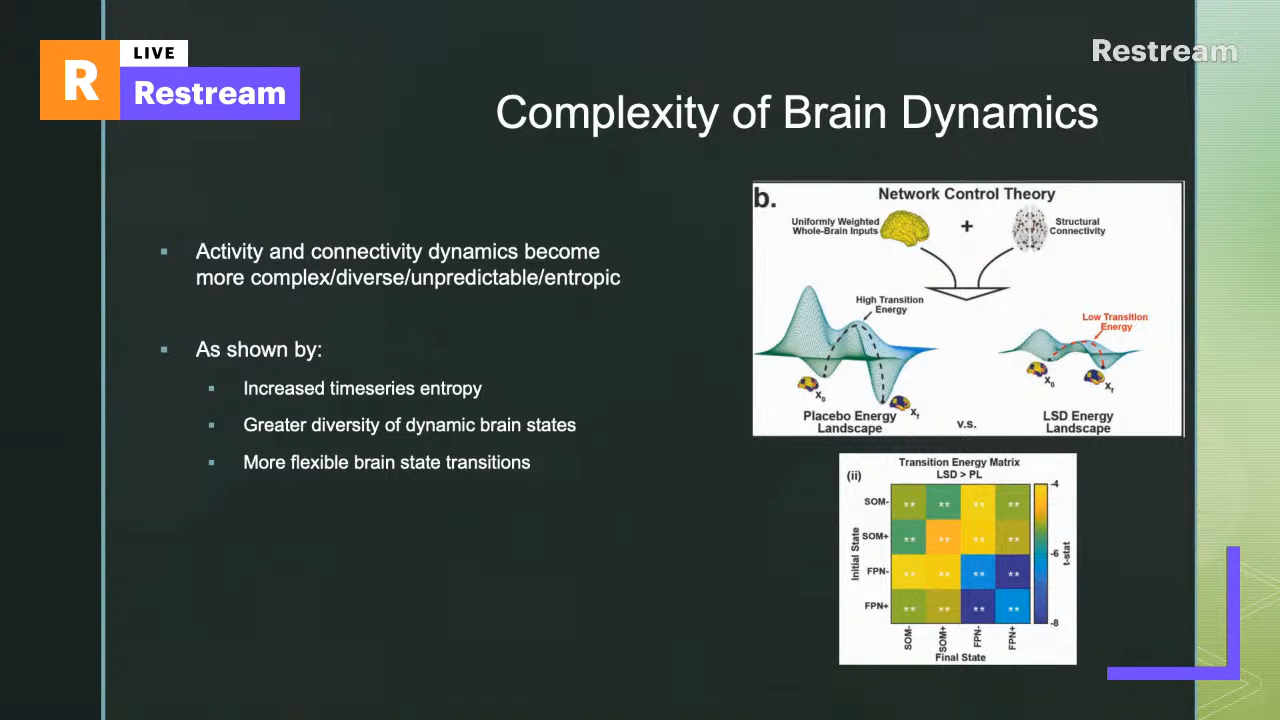 R
LIVE
Restream
Restream
Complexity of Brain Dynamics
▪ Activity and connectivity dynamics become
more complex/diverse/unpredictable/entropic
▪ As shown by:
▪ Increased timeseries entropy
▪ Greater diversity of dynamic brain states
▪ More flexible brain state transitions
b.
Network Control Theory
Uniformly Weighted
Whole-Brain Inputs
+
Structural
Connectivity
High Transition
Energy
Low Transition
Energy
x0
xf
x0
xf
Placebo Energy
Landscape
v.s.
LSD Energy
Landscape
(ii)
Transition Energy Matrix
LSD > PL
Initial State
SOM-
** ** ** **
SOM+
** ** ** **
FPN-
** ** ** **
FPN+
** ** ** **
SOM-
SOM+
FPN-
FPN+
Final State
-4
-6
-8
t-stat